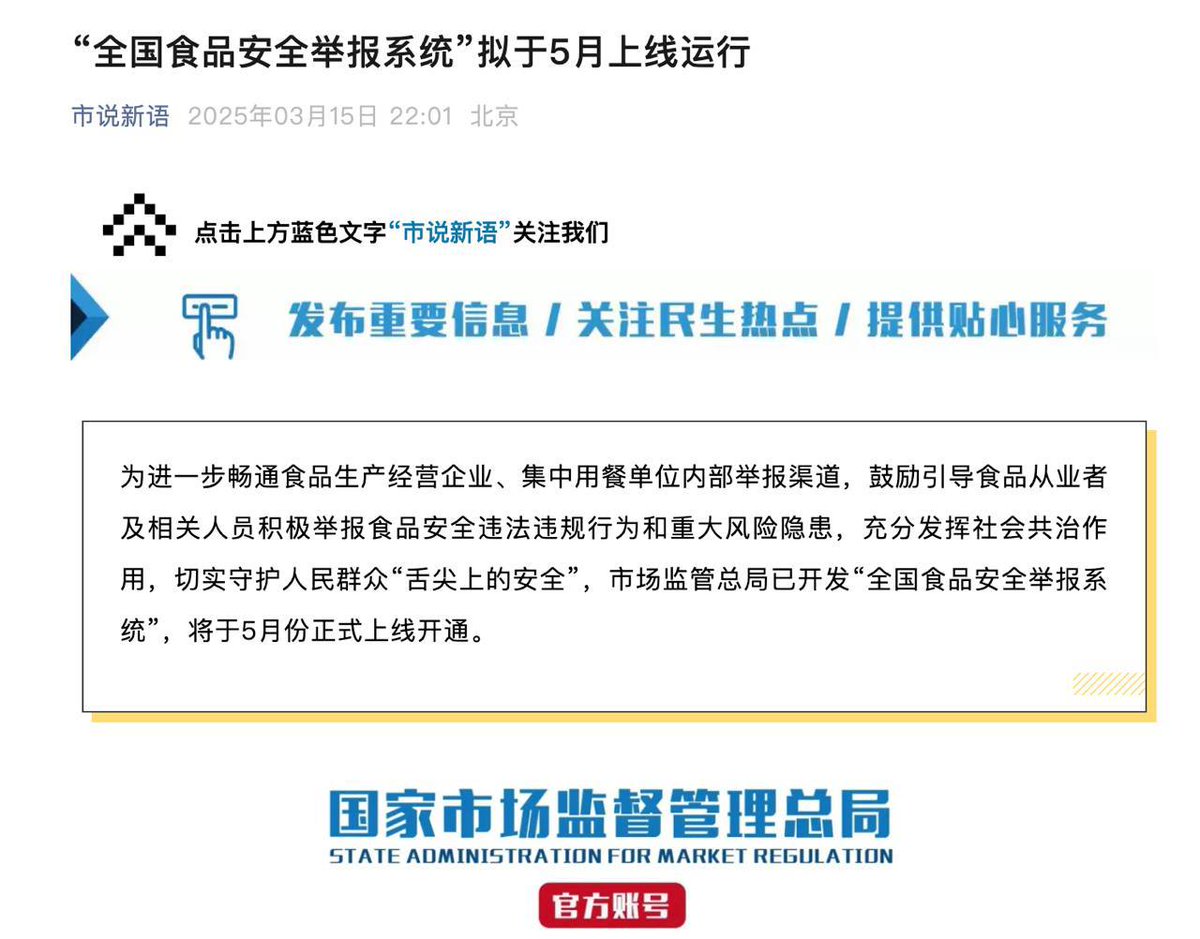 “全国食品安全举报系统”拟于5月上线运行
市说新语 2025年03月15日 22:01 北京
点击上方蓝色文字“市说新语”关注我们
发布重要信息 / 关注民生热点 / 提供贴心服务
为进一步畅通食品生产经营企业、集中用餐单位内部举报渠道，鼓励引导食品从业者
及相关人员积极举报食品安全违法违规行为和重大风险隐患，充分发挥社会共治作
用，切实守护人民群众“舌尖上的安全”，市场监管总局已开发“全国食品安全举报系
统”，将于5月份正式上线开通。
国家市场监督管理总局
STATE ADMINISTRATION FOR MARKET REGULATION
官方账号